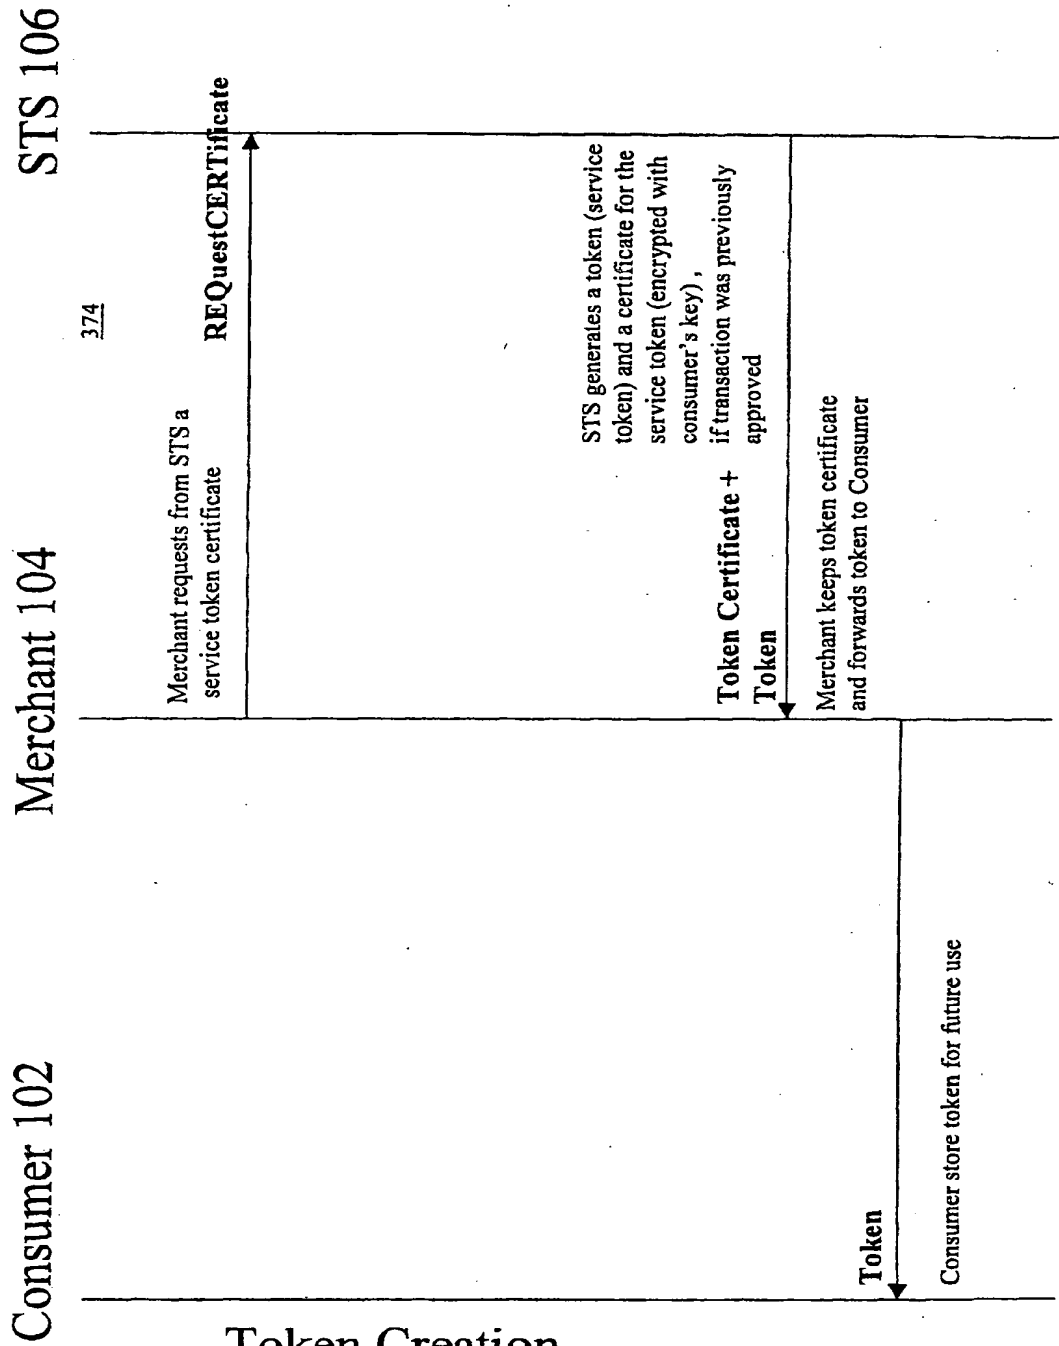 Consumer 102
Merchant 104
STS 106
374
Merchant requests from STS a
service token certificate
REQuestCERTificate
STS generates a token (service
token) and a certificate for the
service token (encrypted with
consumer's key) ,
if transaction was previously
approved
Token Certificate +
Token
Merchant keeps token certificate
and forwards token to Consumer
Token
Consumer store token for future use
Token Creation